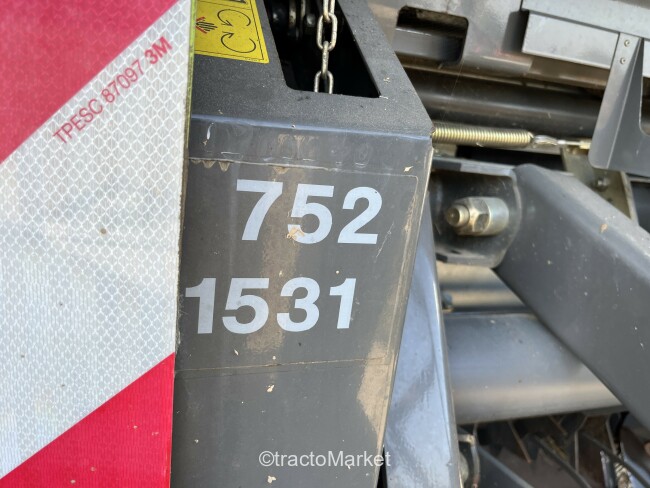 TPESC 87097 3M
752
1531
©tractoMarket